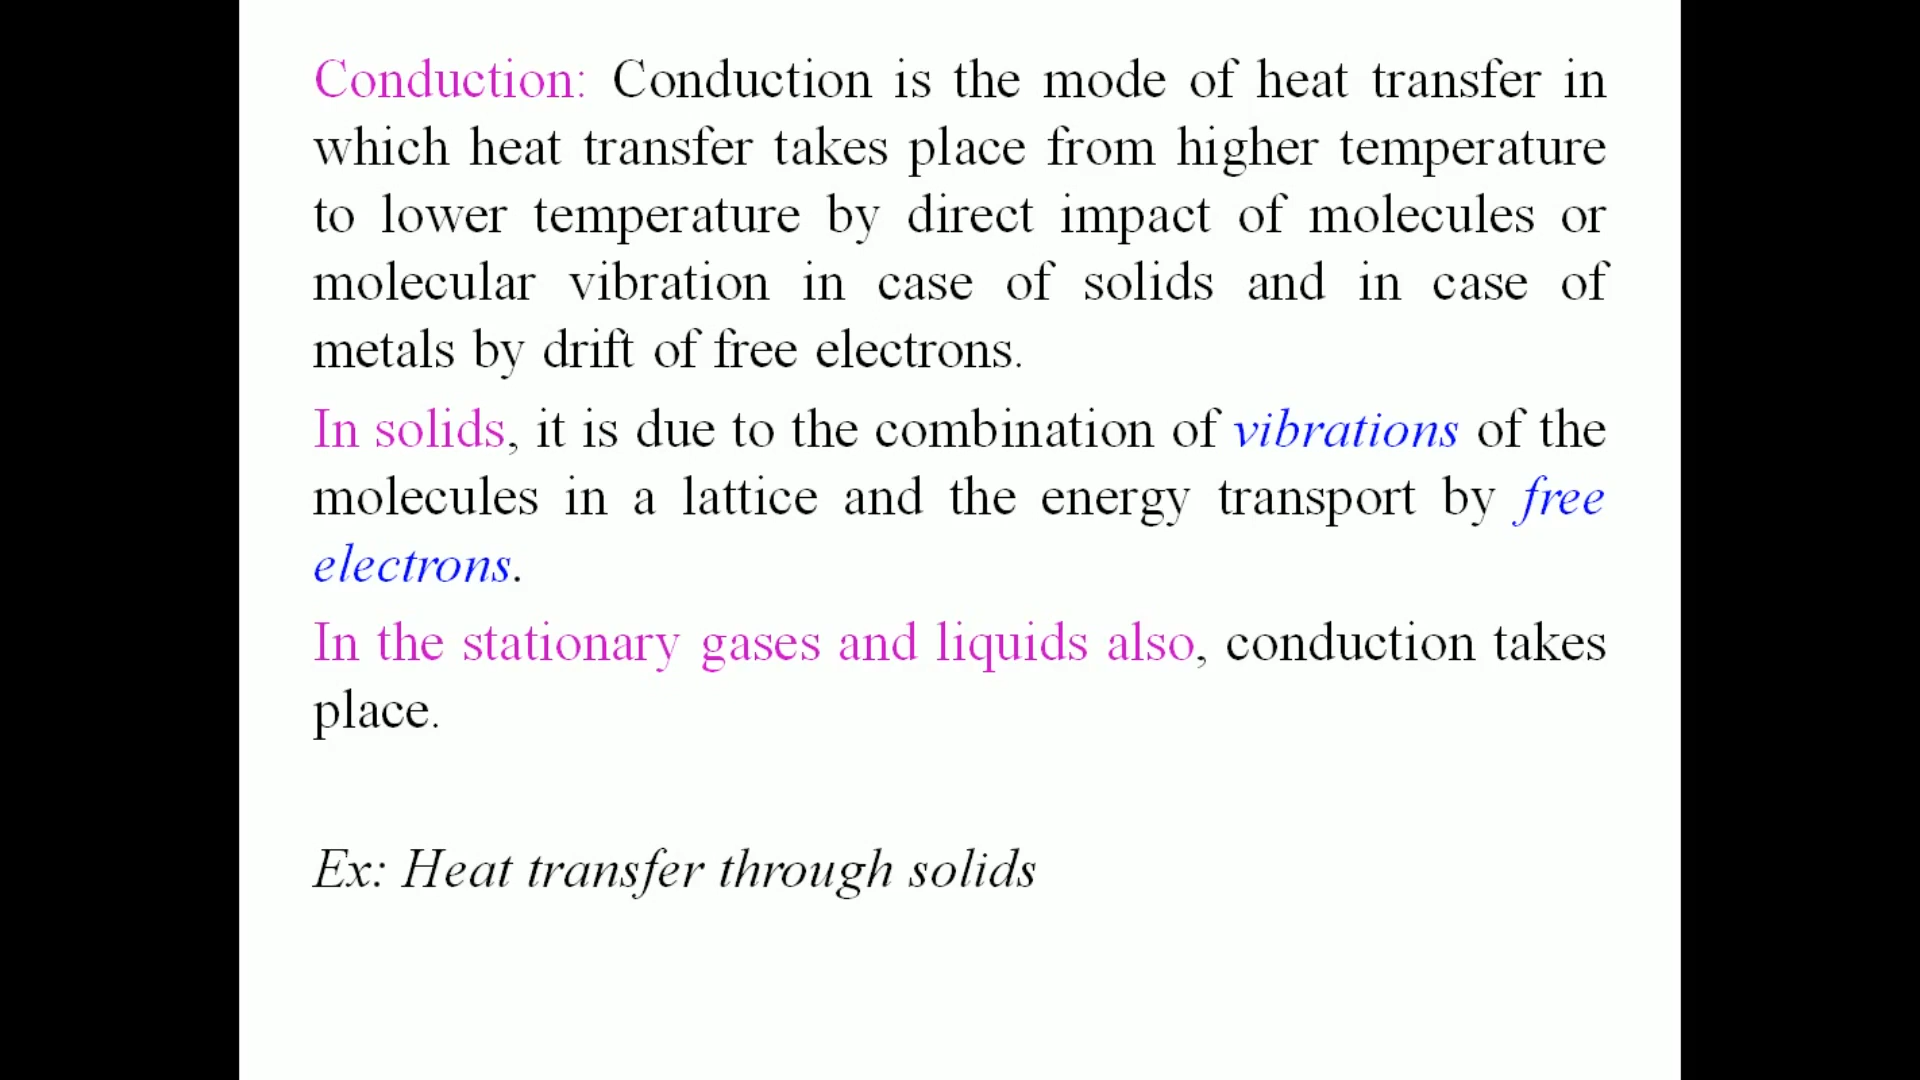 Conduction: Conduction is the mode of heat transfer in
which heat transfer takes place from higher temperature
to lower temperature by direct impact of molecules or
molecular vibration in case of solids and in case of
metals by drift of free electrons.
In solids, it is due to the combination of vibrations of the
molecules in a lattice and the energy transport by free
electrons.
In the stationary gases and liquids also, conduction takes
place.
Ex: Heat transfer through solids